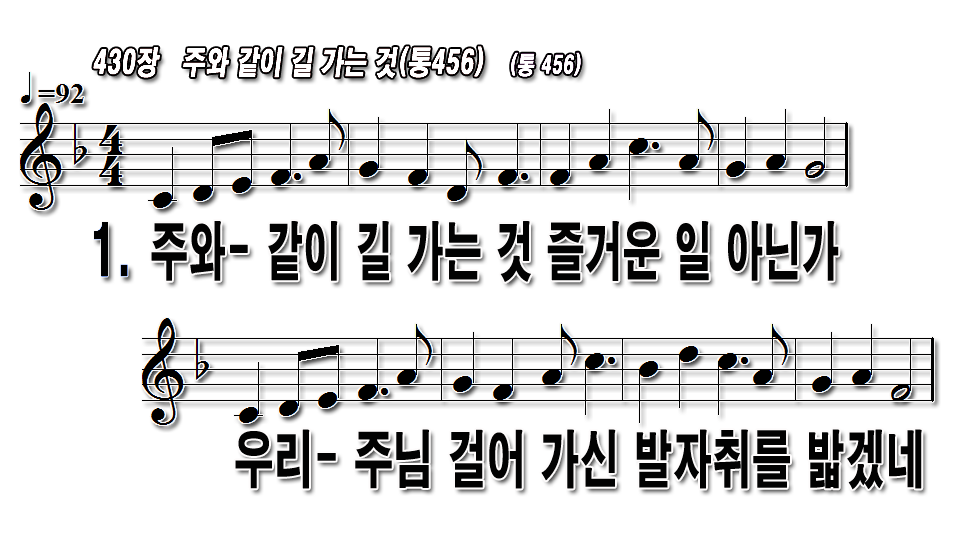 430장 주와 같이 길 가는 것(통456) (통 456)
♩=92
4
4
1. 주와- 같이 길 가는 것 즐거운 일 아닌가
우리- 주님 걸어 가신 발자취를 밟겠네